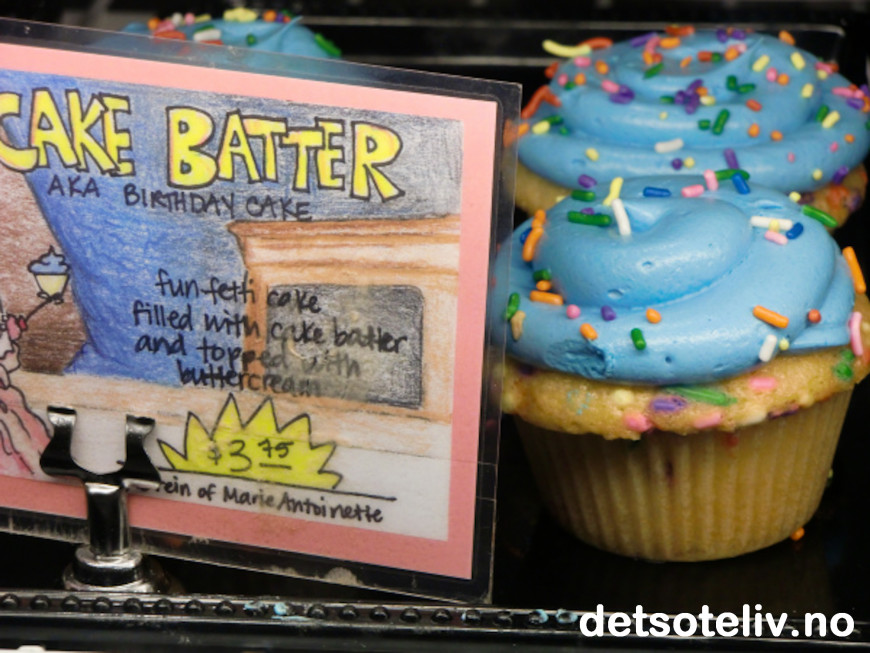 CAKE BATTER
AKA BIRTHDAY CAKE
fun-fetti cake
filled with cake batter
and topped with
buttercream
$3.75
of Marie Antoinette
detsoteliv.no